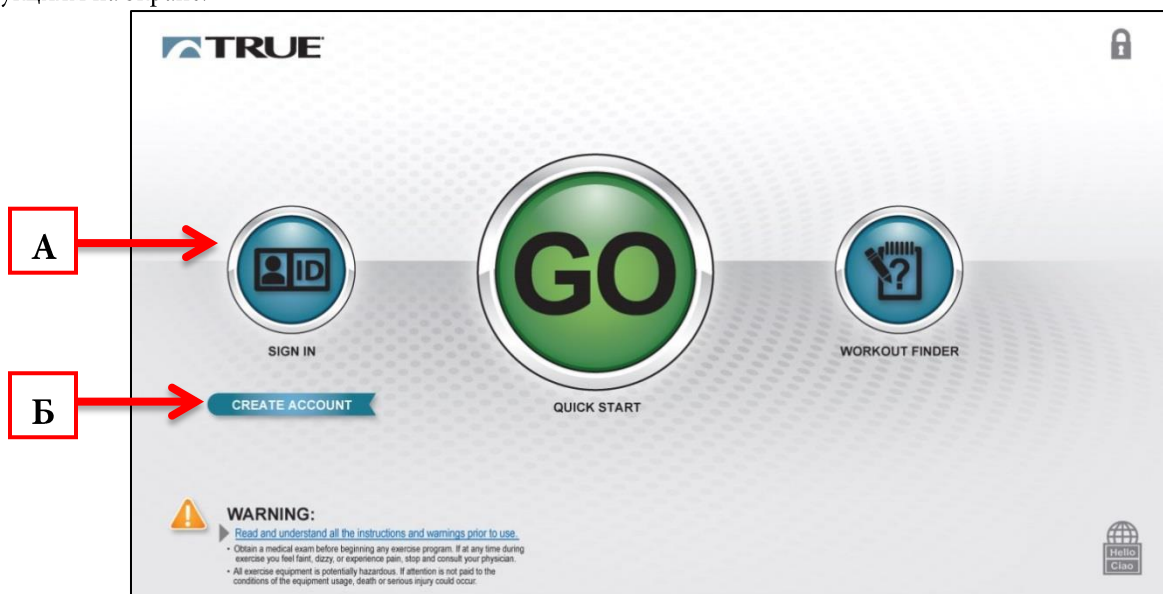 TRUE
А
ID
GO
?
SIGN IN
WORKOUT FINDER
Б
CREATE ACCOUNT
QUICK START
WARNING:
Read and understand all the instructions and warnings prior to use.
• Obtain a medical exam before beginning any exercise program. If at any time during
exercise you feel faint, dizzy, or experience pain, stop and consult your physician.
• All exercise equipment is potentially hazardous. If attention is not paid to the
conditions of the equipment usage, death or serious injury could occur.
Hello
Ciao